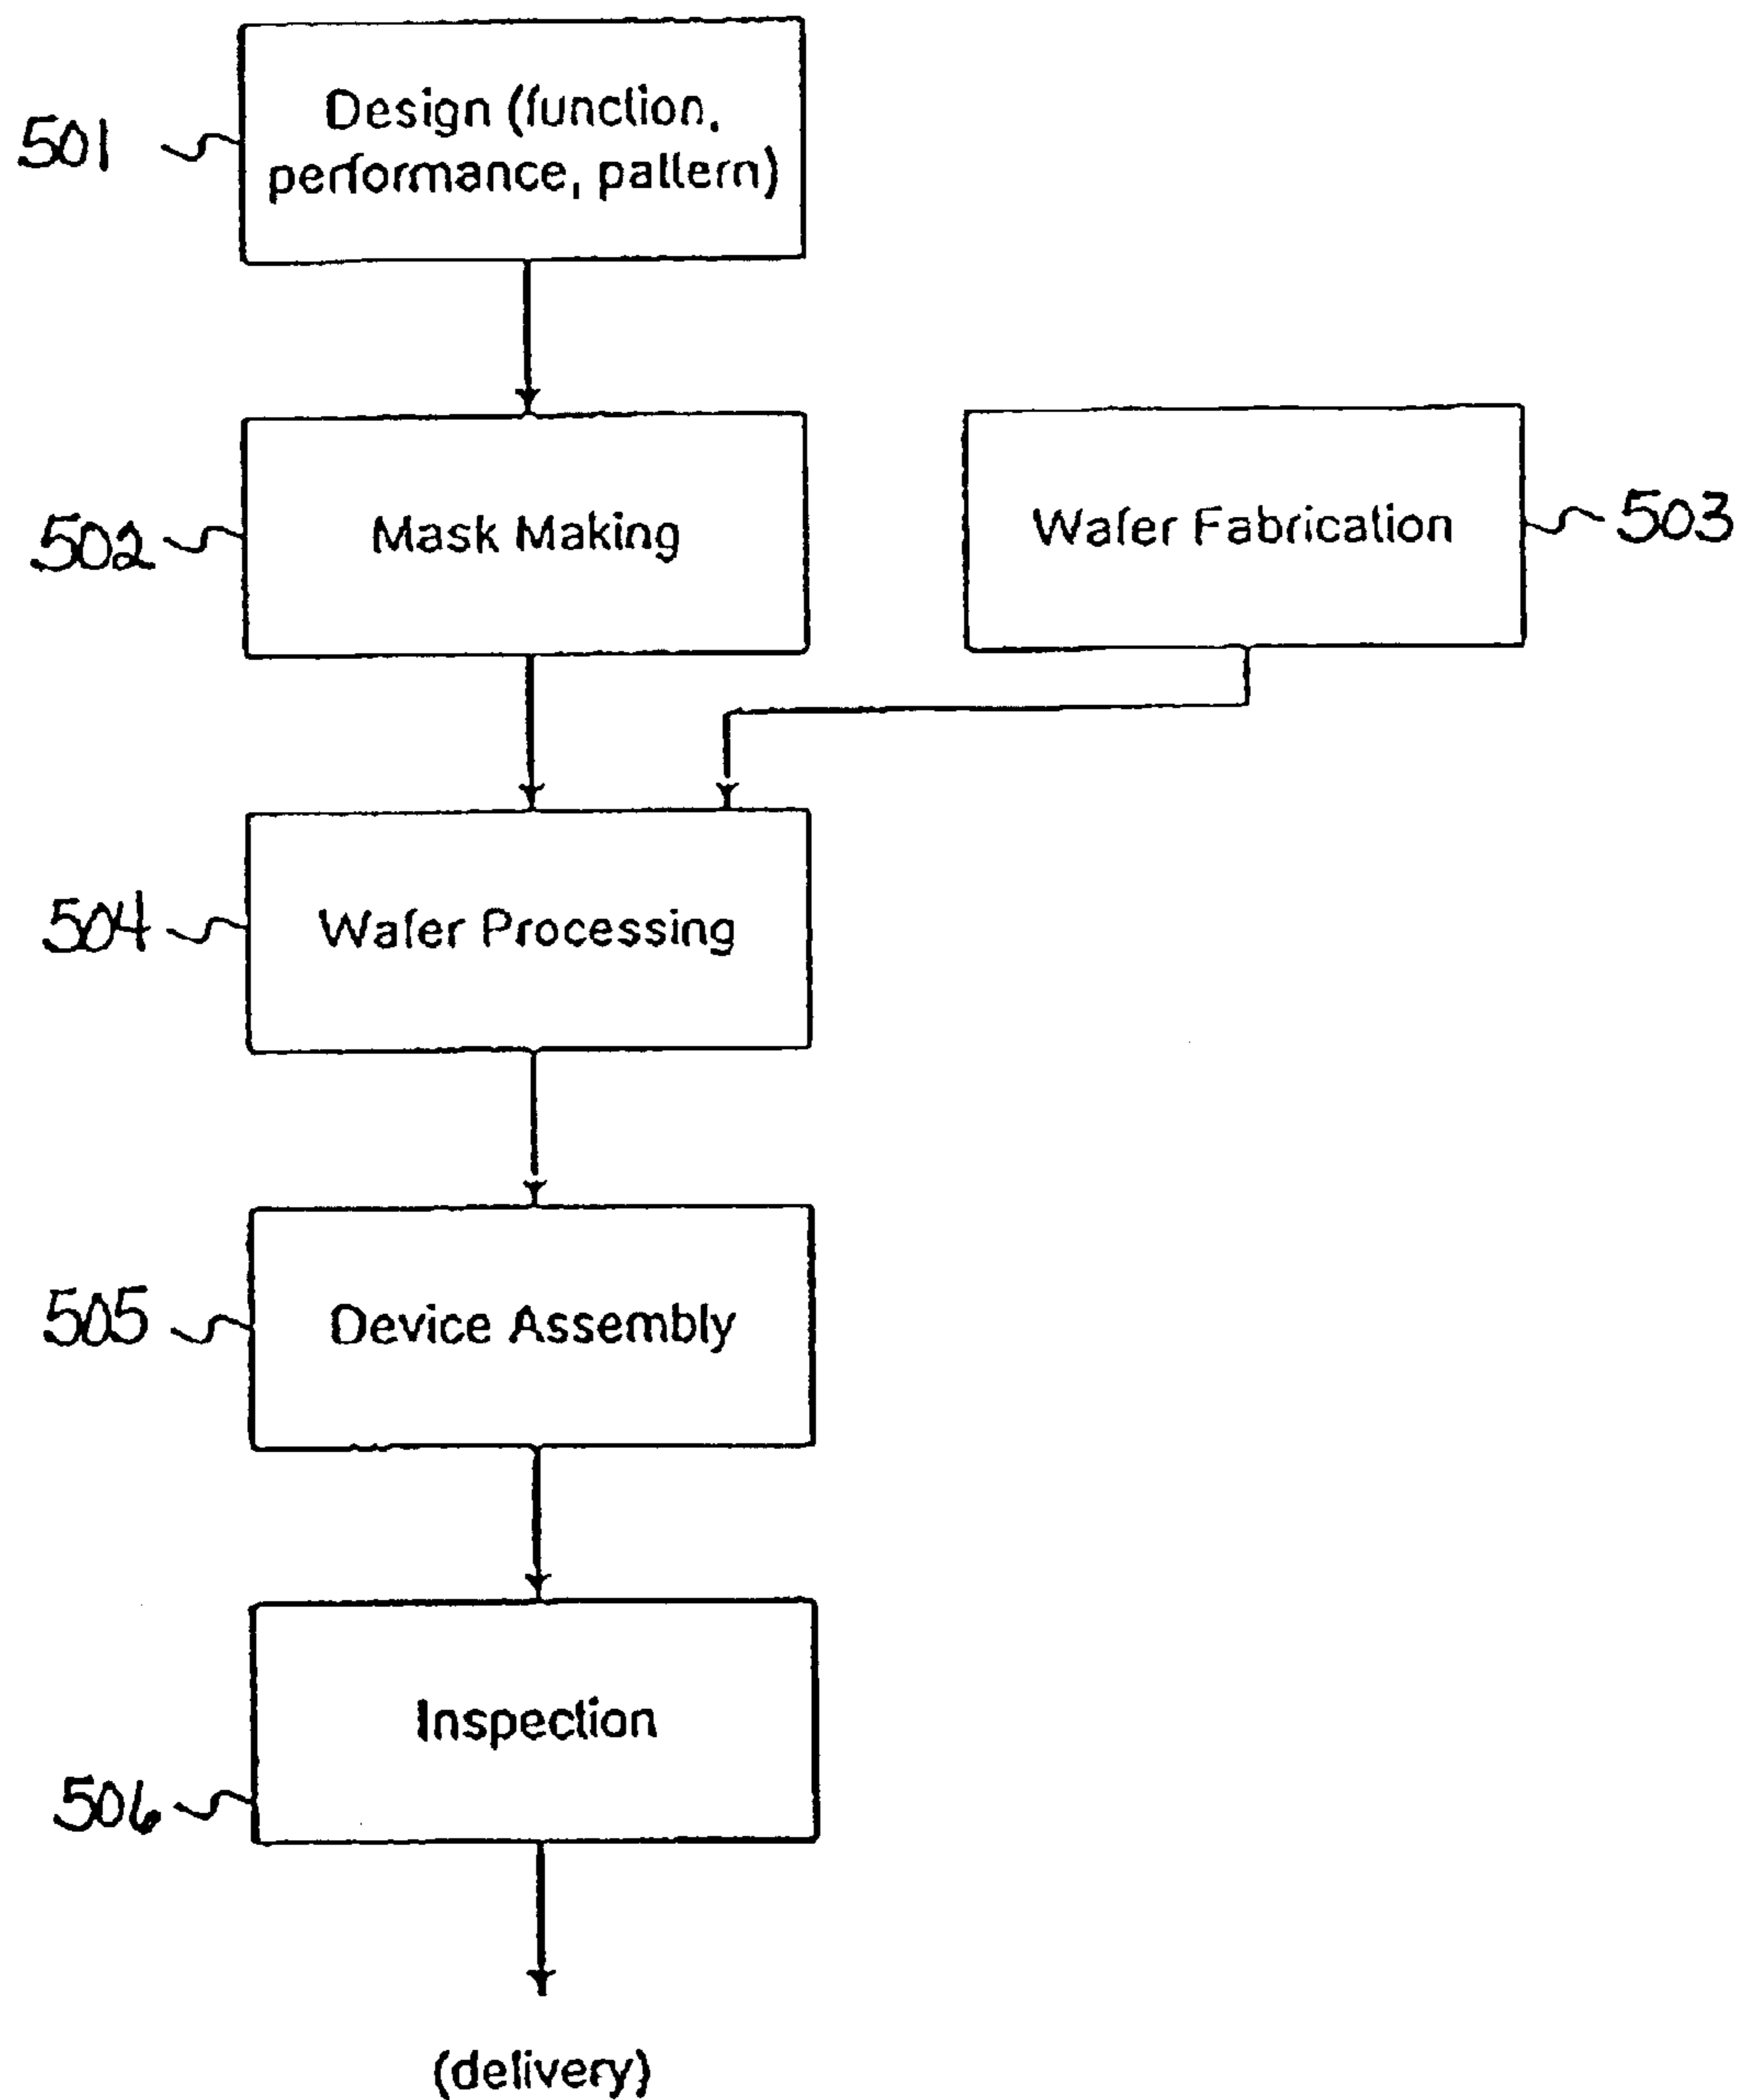 Design (function,
performance, pattern)
501
Mask Making
502
Wafer Fabrication
503
Wafer Processing
504
Device Assembly
505
Inspection
506
(delivery)